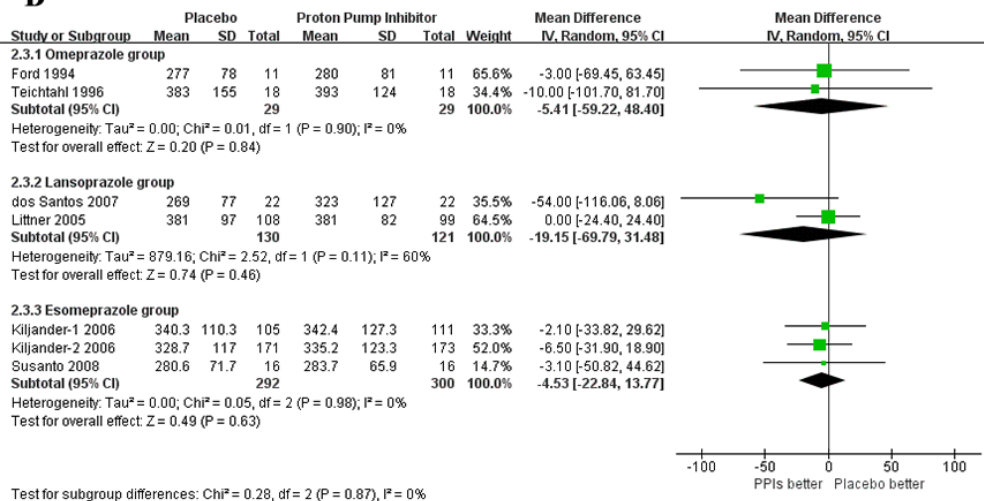 B
Placebo Proton Pump Inhibitor Mean Difference Mean Difference
Study or Subgroup Mean SD Total Mean SD Total Weight IV, Random, 95% CI IV, Random, 95% CI
2.3.1 Omeprazole group
Ford 1994 277 78 11 280 81 11 65.6% -3.00 [-69.45, 63.45]
Teichtahl 1996 383 155 18 393 124 18 34.4% -10.00 [-101.70, 81.70]
Subtotal (95% CI) 29 29 100.0% -5.41 [-59.22, 48.40]
Heterogeneity: Tau² = 0.00; Chi² = 0.01, df = 1 (P = 0.90); I² = 0%
Test for overall effect: Z = 0.20 (P = 0.84)
2.3.2 Lansoprazole group
dos Santos 2007 269 77 22 323 127 22 35.5% -54.00 [-116.06, 8.06]
Littner 2005 381 97 108 381 82 99 64.5% 0.00 [-24.40, 24.40]
Subtotal (95% CI) 130 121 100.0% -19.15 [-69.79, 31.48]
Heterogeneity: Tau² = 879.16; Chi² = 2.52, df = 1 (P = 0.11); I² = 60%
Test for overall effect: Z = 0.74 (P = 0.46)
2.3.3 Esomeprazole group
Kiljander-1 2006 340.3 110.3 105 342.4 127.3 111 33.3% -2.10 [-33.82, 29.62]
Kiljander-2 2006 328.7 117 171 335.2 123.3 173 52.0% -6.50 [-31.90, 18.90]
Susanto 2008 280.6 71.7 16 283.7 65.9 16 14.7% -3.10 [-50.82, 44.62]
Subtotal (95% CI) 292 300 100.0% -4.53 [-22.84, 13.77]
Heterogeneity: Tau² = 0.00; Chi² = 0.05, df = 2 (P = 0.98); I² = 0%
Test for overall effect: Z = 0.49 (P = 0.63)
-100 -50 0 50 100
PPIs better Placebo better
Test for subgroup differences: Chi² = 0.28, df = 2 (P = 0.87), I² = 0%